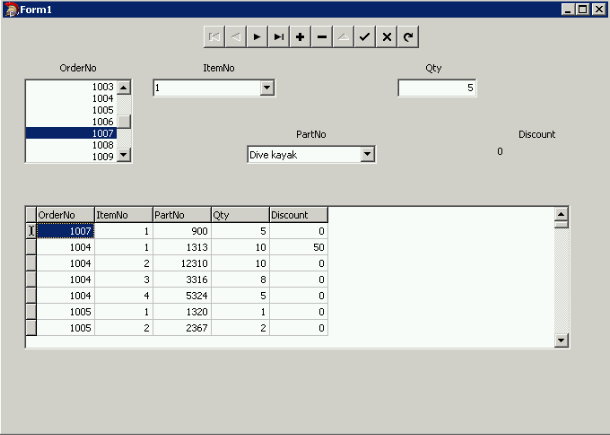 Form1
OrderNo ItemNo Qty
1003
1004
1005
1006
1007
1008
1009
1
5
PartNo Discount
Dive kayak
0
OrderNo ItemNo PartNo Qty Discount
1007 1 900 5 0
1004 1 1313 10 50
1004 2 12310 10 0
1004 3 3316 8 0
1004 4 5324 5 0
1005 1 1320 1 0
1005 2 2367 2 0